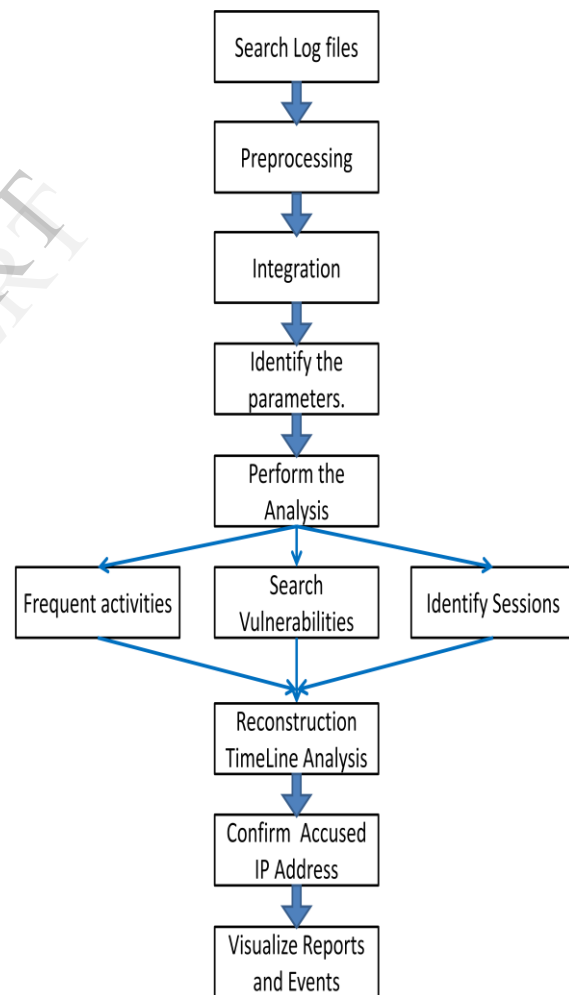 Search Log files
Preprocessing
Integration
Identify the
parameters.
Perform the
Analysis
Frequent activities
Search
Vulnerabilities
Identify Sessions
Reconstruction
TimeLine Analysis
Confirm Accused
IP Address
Visualize Reports
and Events
RT